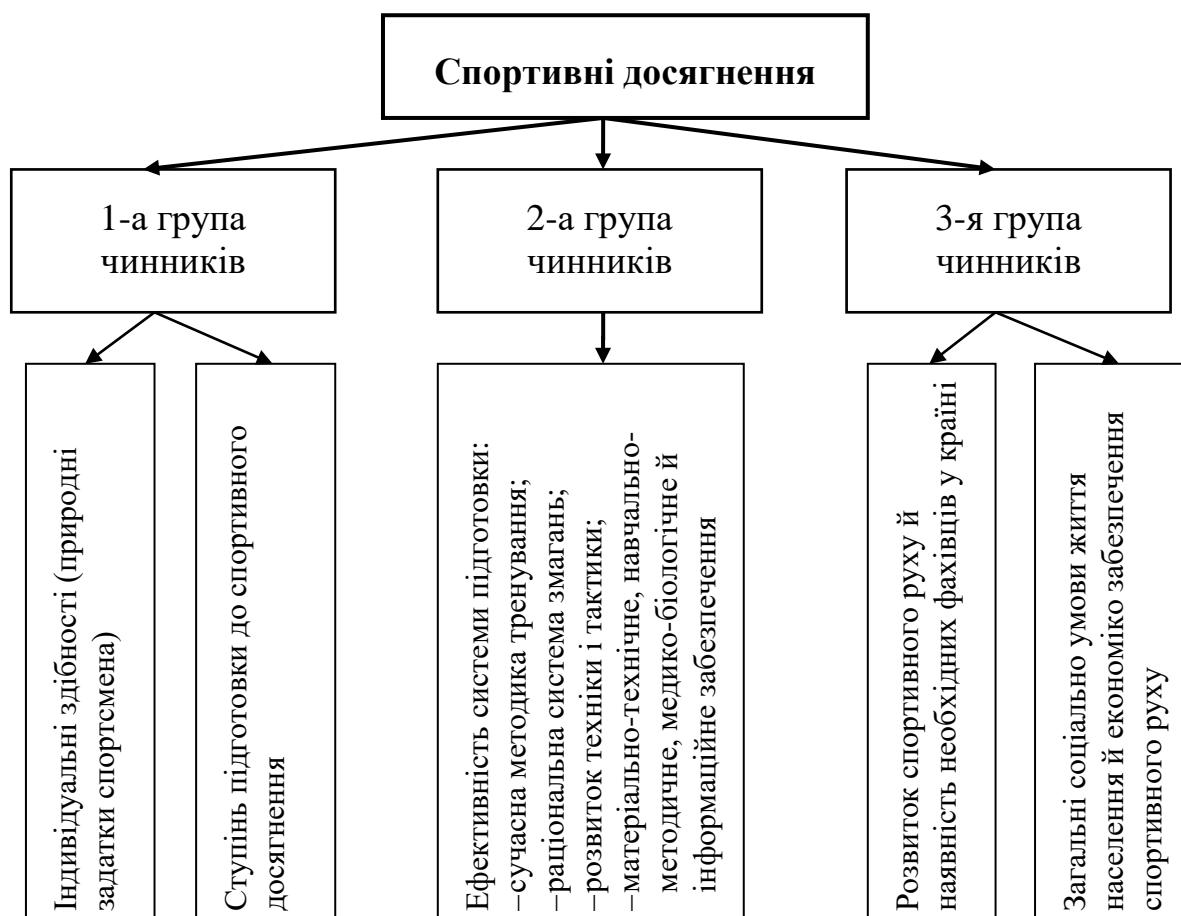 Спортивні досягнення
1-а група
чинників
2-а група
чинників
3-я група
чинників
Індивідуальні здібності (природні
задатки спортсмена)
Ступінь підготовки до спортивного
досягнення
Ефективність системи підготовки:
–сучасна методика тренування;
–раціональна система змагань;
–розвиток техніки і тактики;
–матеріально-технічне, навчально-
методичне, медико-біологічне й
інформаційне забезпечення
Розвиток спортивного руху й
наявність необхідних фахівців у країні
Загальні соціально умови життя
населення й економіко забезпечення
спортивного руху